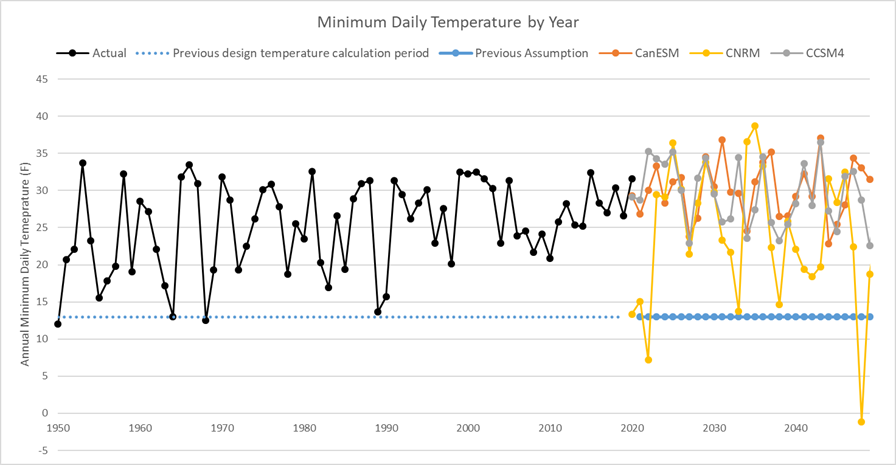 Minimum Daily Temperature by Year
Actual Previous design temperature calculation period Previous Assumption CanESM CNRM CCSM4
Annual Minimum Daily Temeprature (F)
45
40
35
30
25
20
15
10
5
0
-5
1950 1960 1970 1980 1990 2000 2010 2020 2030 2040